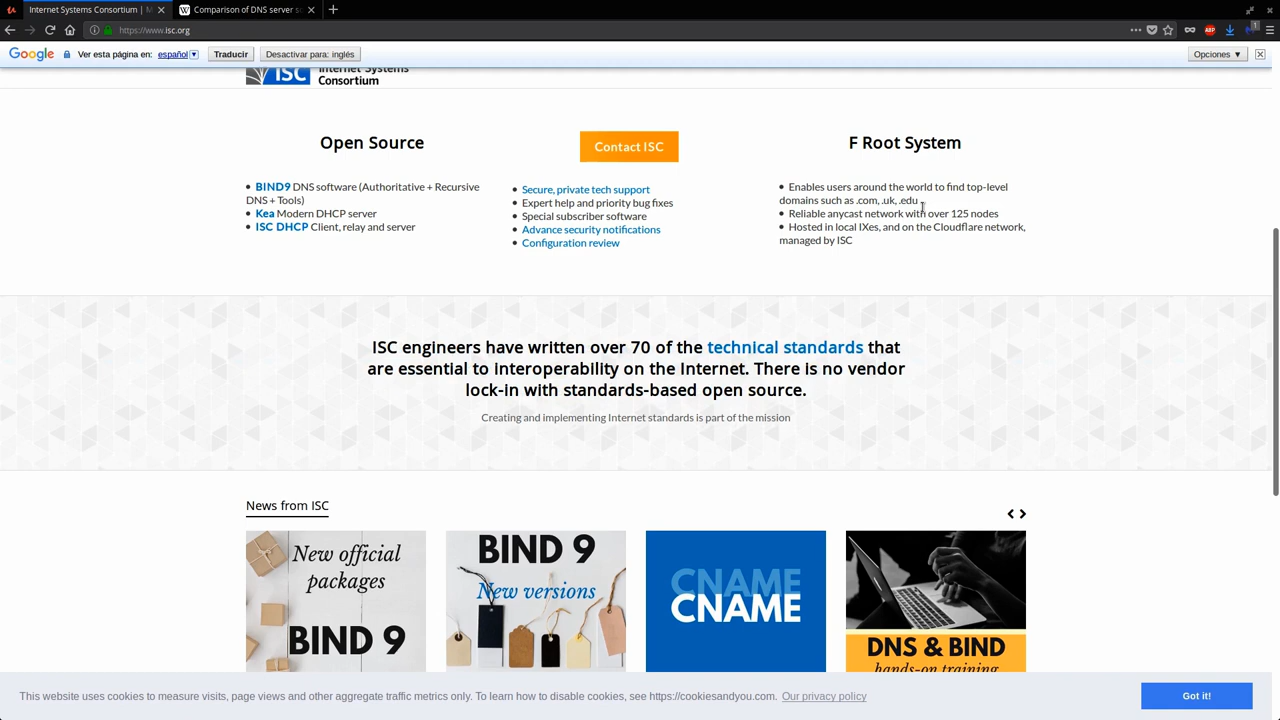 Internet Systems Consortium | M
Comparison of DNS server s
https://www.isc.org
ABP
1
Google
Ver esta página en: español
Traducir
Desactivar para: inglés
Opciones ▼
ISC
Internet Systems
Consortium
Open Source
• BIND9 DNS software (Authoritative + Recursive
DNS + Tools)
• Kea Modern DHCP server
• ISC DHCP Client, relay and server
Contact ISC
• Secure, private tech support
• Expert help and priority bug fixes
• Special subscriber software
• Advance security notifications
• Configuration review
F Root System
• Enables users around the world to find top-level
domains such as .com, .uk, .edu
• Reliable anycast network with over 125 nodes
• Hosted in local IXes, and on the Cloudflare network,
managed by ISC
ISC engineers have written over 70 of the technical standards that
are essential to interoperability on the Internet. There is no vendor
lock-in with standards-based open source.
Creating and implementing Internet standards is part of the mission
News from ISC
New official
packages
BIND 9
BIND 9
New versions
CNAME
CNAME
DNS & BIND
hands-on training
This website uses cookies to measure visits, page views and other aggregate traffic metrics only. To learn how to disable cookies, see https://cookiesandyou.com. Our privacy policy
Got it!